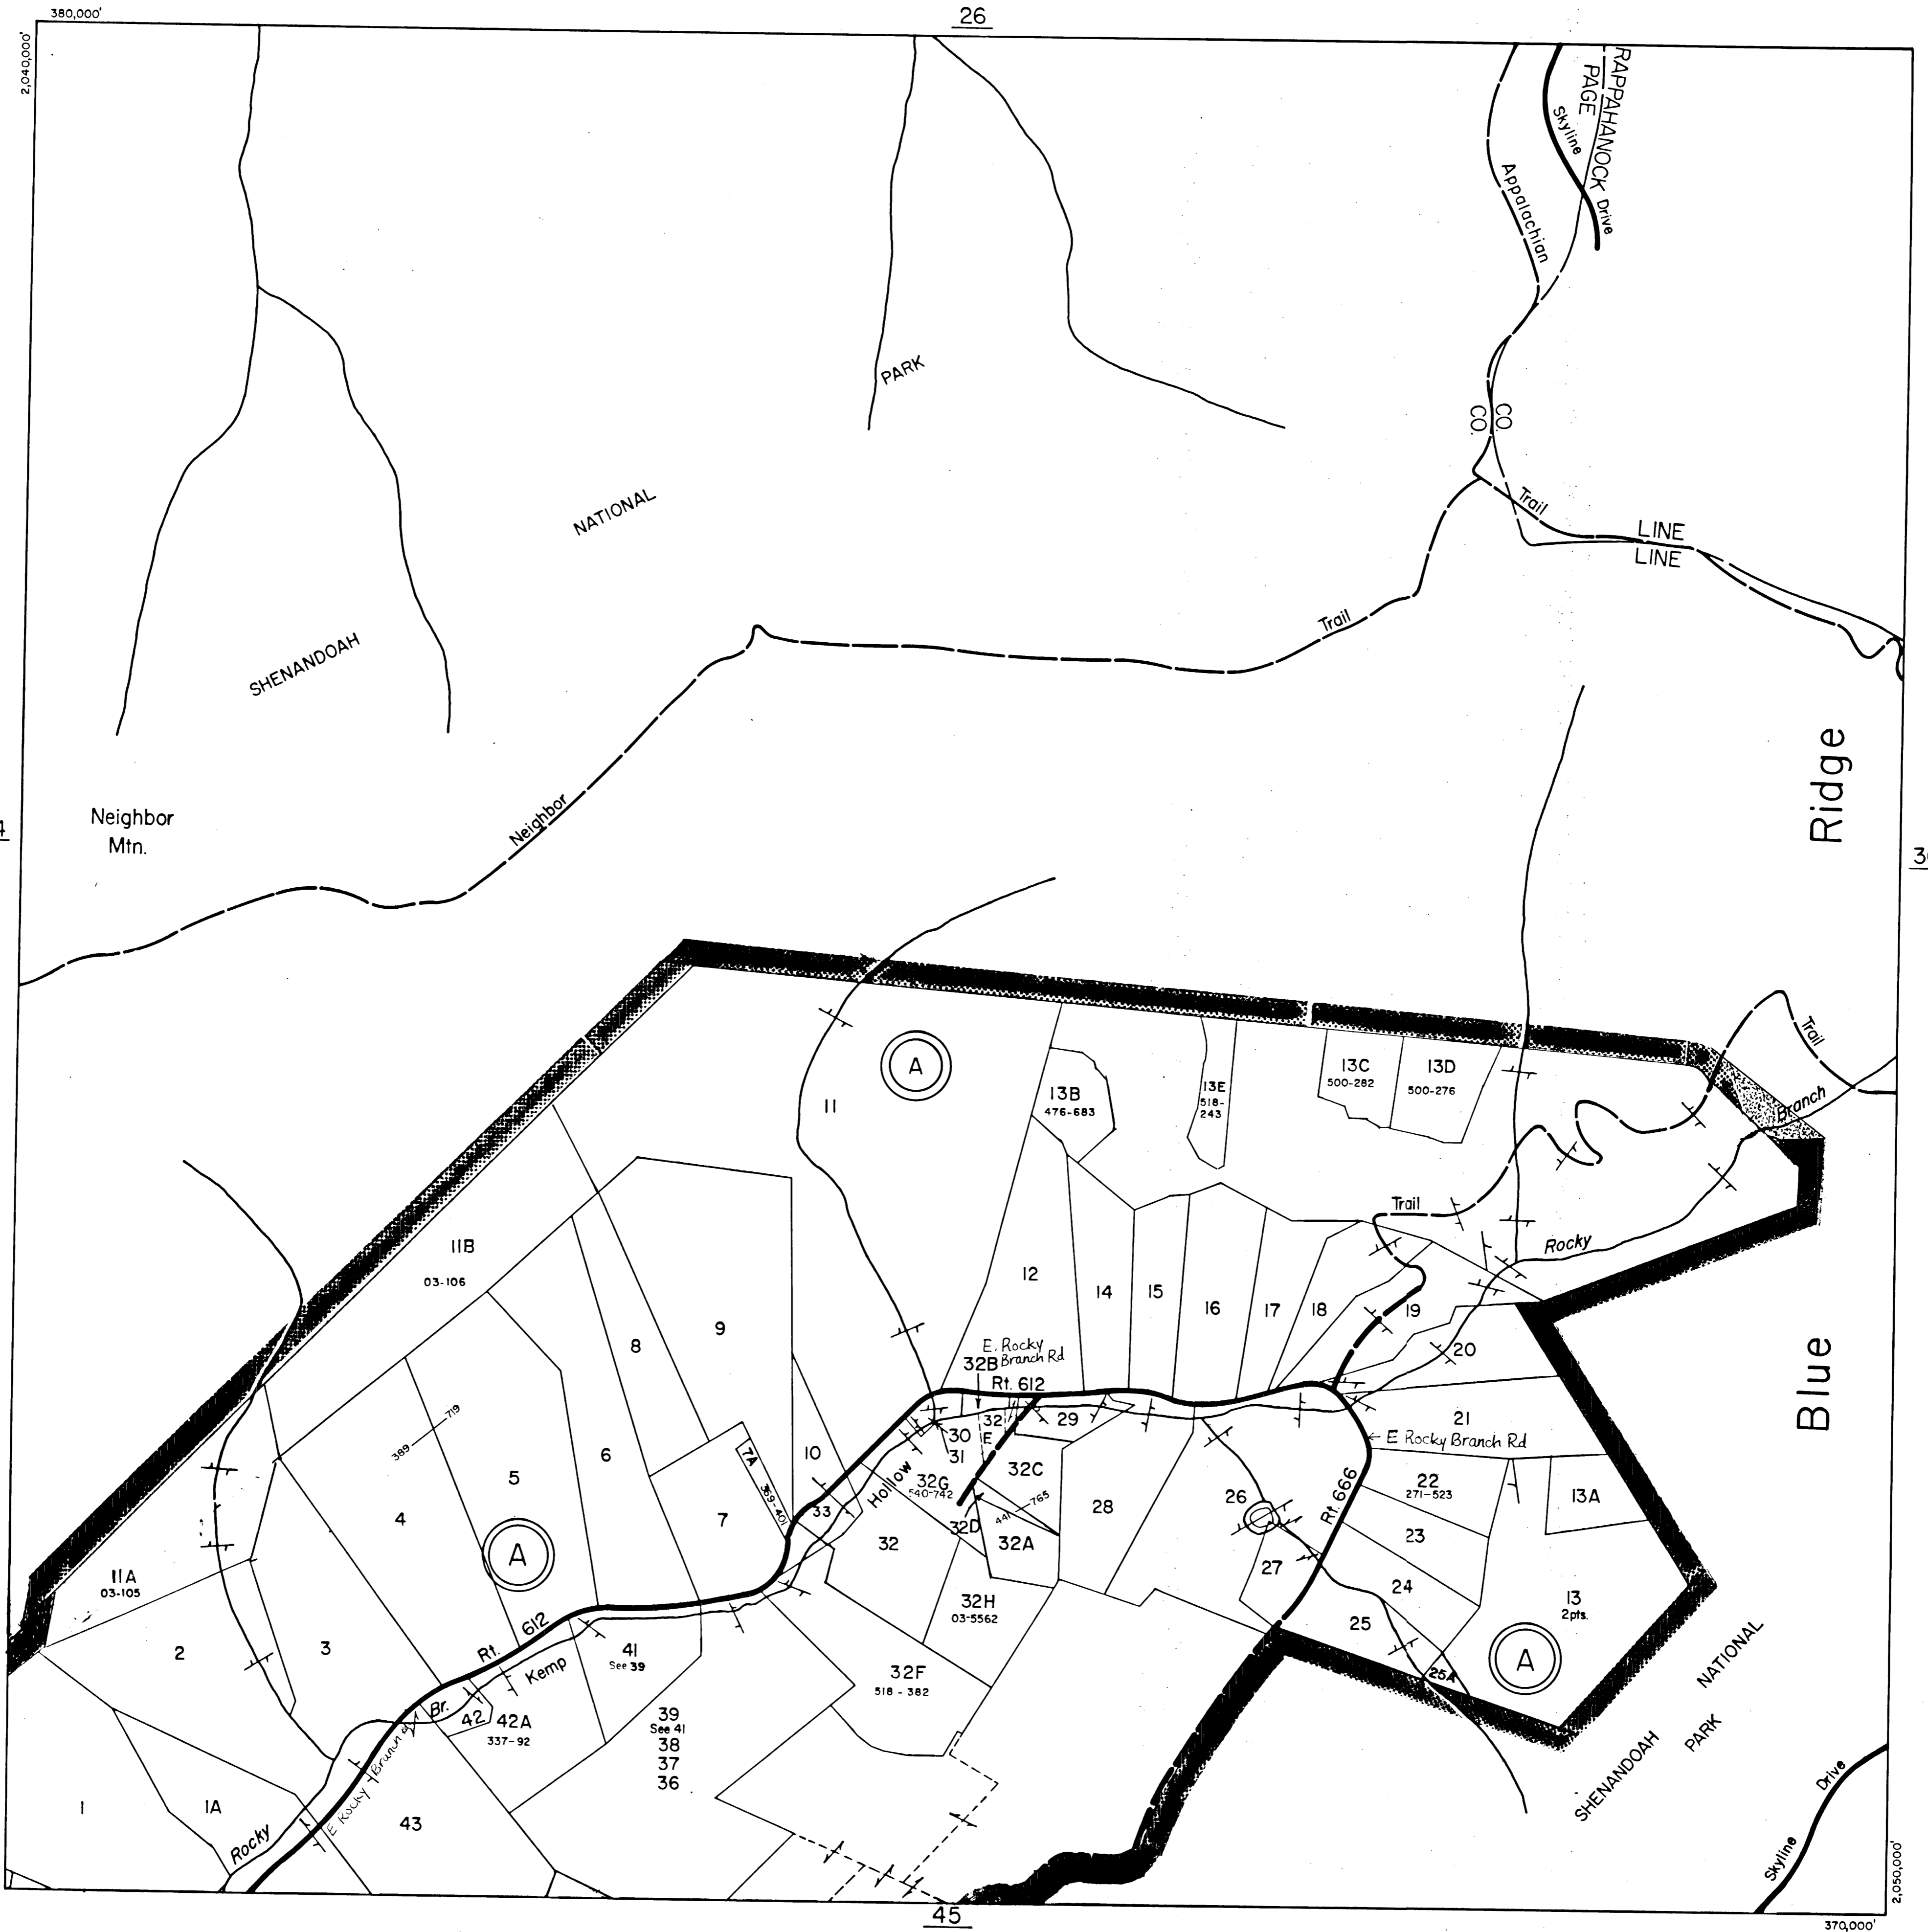 380,000'
26
2,040,000'
RAPPAHANOCK
PAGE
Skyline
Drive
Appalachian
PARK
CO.
CO.
NATIONAL
Trail
LINE
LINE
SHENANDOAH
Trail
Ridge
Neighbor
Mtn.
Neighbor
Trail
Branch
A
11
13B
476-683
13E
518-
243
13C
500-282
13D
500-276
Trail
Rocky
11B
03-106
12
14
15
16
17
18
19
20
9
8
E. Rocky
Branch Rd
32B
Rt. 612
Blue
389
719
5
6
7A
369-401
10
30
31
32
E
29
21
← E Rocky Branch Rd
Hollow
32G
640-742
32C
441
765
28
26
Rt. 666
22
271-523
13A
4
7
33
32
32D
32A
23
A
11A
03-105
27
24
32H
03-5562
13
2pts.
25
2
3
Rt.
612
41
See 39
Kemp
A
NATIONAL
25A
32F
518 - 382
Br.
42
42A
337-92
39
See 41
38
37
36
PARK
SHENANDOAH
E Rocky Branch
1
1A
43
Rocky
Drive
Skyline
2,050,000'
45
370,000'